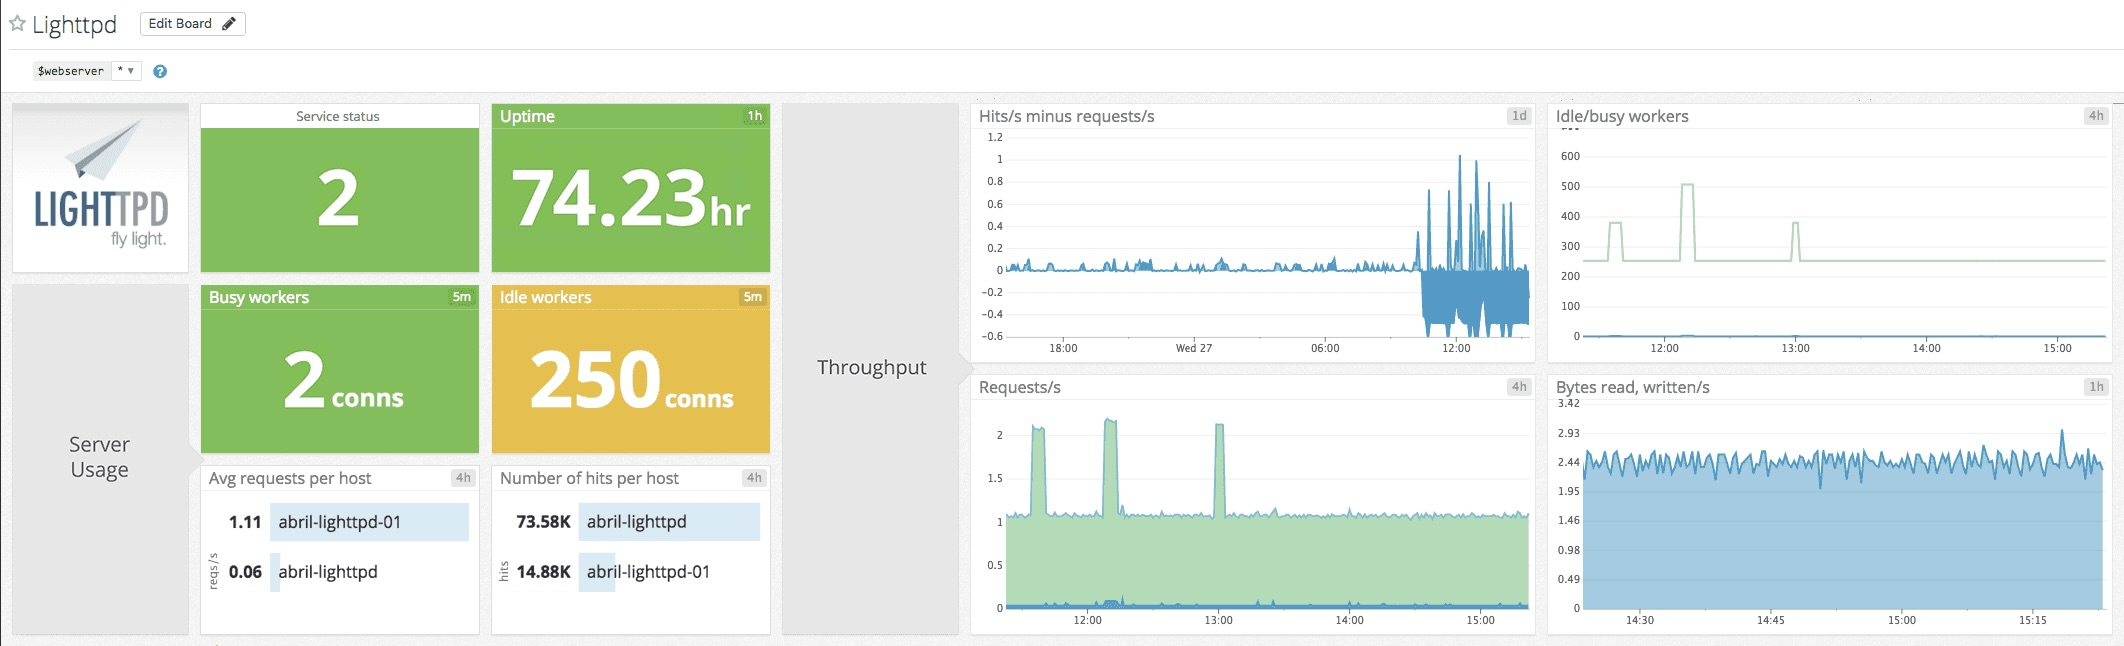 Lighttpd
Edit Board
$webserver
* ▾
?
LIGHTTPD
fly light.
Server
Usage
Service status
2
Uptime
1h
74.23hr
Busy workers
5m
2 conns
Idle workers
5m
250 conns
Avg requests per host
4h
reqs/s
1.11 abril-lighttpd-01
0.06 abril-lighttpd
Number of hits per host
4h
hits
73.58K abril-lighttpd
14.88K abril-lighttpd-01
Throughput
Hits/s minus requests/s
1d
1.2
1
0.8
0.6
0.4
0.2
0
−0.2
−0.4
−0.6
18:00 Wed 27 06:00 12:00
Idle/busy workers
4h
600
500
400
300
200
100
0
12:00 13:00 14:00 15:00
Requests/s
4h
2
1.5
1
0.5
0
12:00 13:00 14:00 15:00
Bytes read, written/s
1h
3.42
2.93
2.44
1.95
1.46
0.98
0.49
0
14:30 14:45 15:00 15:15